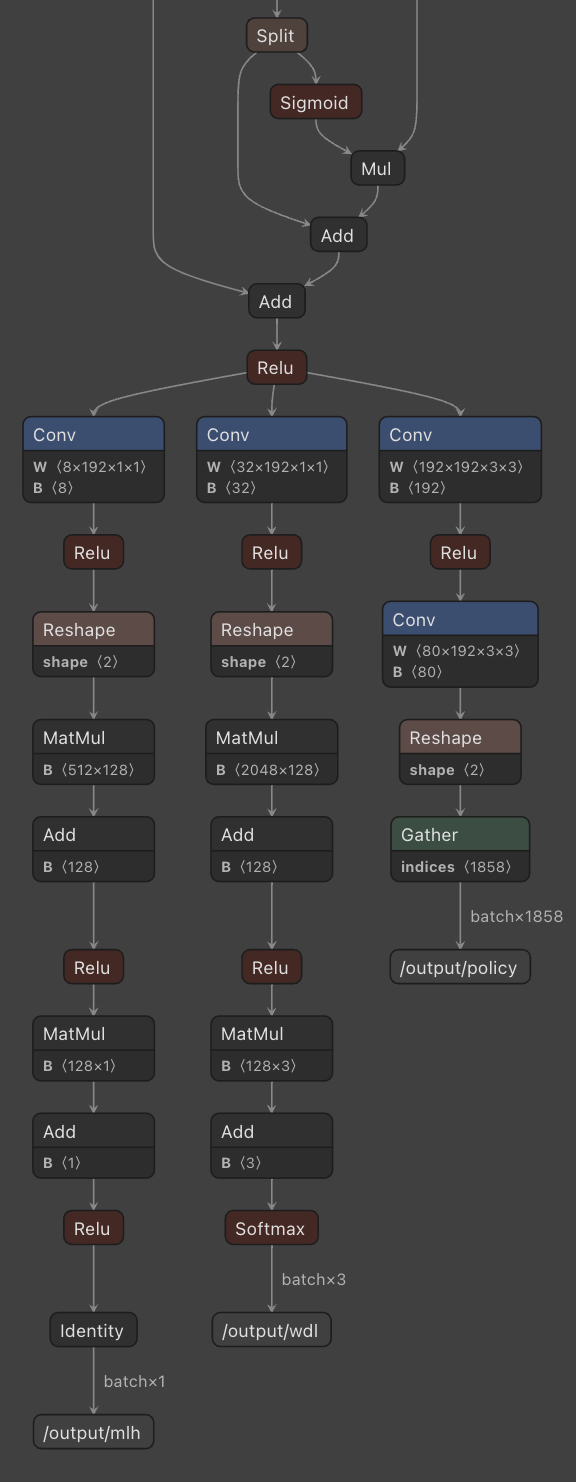 Split
Sigmoid
Mul
Add
Add
Relu
Conv
W ⟨8×192×1×1⟩
B ⟨8⟩
Relu
Reshape
shape ⟨2⟩
MatMul
B ⟨512×128⟩
Add
B ⟨128⟩
Relu
MatMul
B ⟨128×1⟩
Add
B ⟨1⟩
Relu
Identity
batch×1
/output/mlh
Conv
W ⟨32×192×1×1⟩
B ⟨32⟩
Relu
Reshape
shape ⟨2⟩
MatMul
B ⟨2048×128⟩
Add
B ⟨128⟩
Relu
MatMul
B ⟨128×3⟩
Add
B ⟨3⟩
Softmax
batch×3
/output/wdl
Conv
W ⟨192×192×3×3⟩
B ⟨192⟩
Relu
Conv
W ⟨80×192×3×3⟩
B ⟨80⟩
Reshape
shape ⟨2⟩
Gather
indices ⟨1858⟩
batch×1858
/output/policy